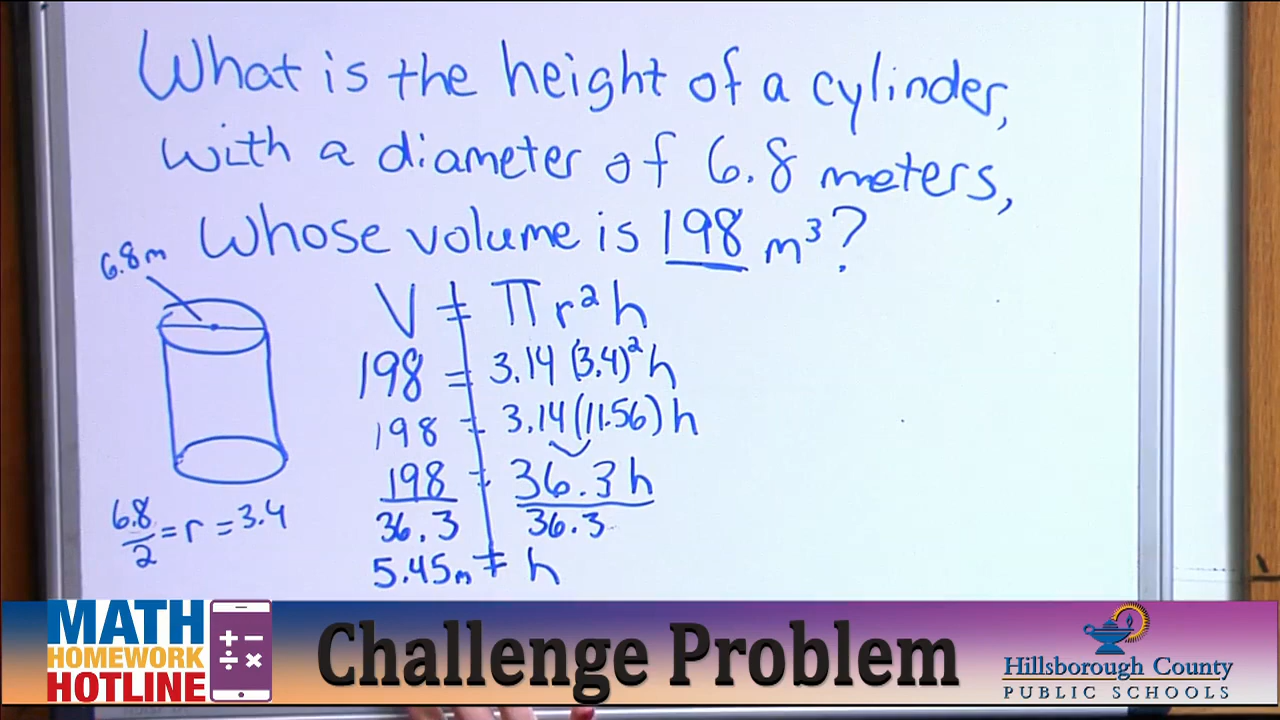 What is the height of a cylinder,
with a diameter of 6.8 meters,
whose volume is 198 m³?
6.8m
V = πr²h
198 = 3.14 (3.4)²h
198 = 3.14 (11.56) h
198 = 36.3 h
36.3 36.3
5.45m = h
6.8/2 = r = 3.4
MATH
HOMEWORK
HOTLINE
+ −
÷ ×
Challenge Problem
Hillsborough County
PUBLIC SCHOOLS